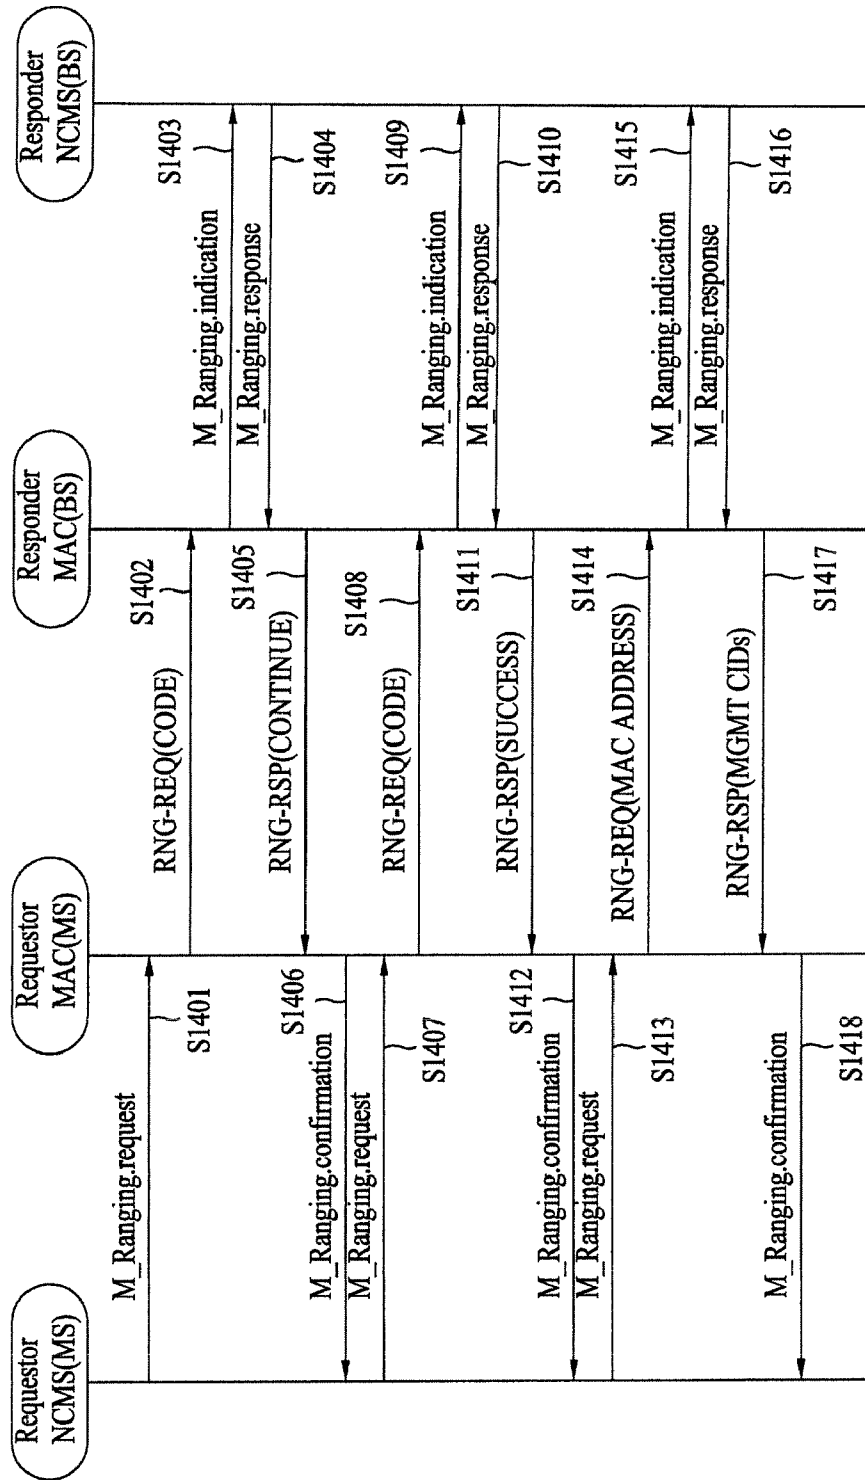 Requestor
NCMS(MS)
Requestor
MAC(MS)
Responder
MAC(BS)
Responder
NCMS(BS)
M_Ranging.request
S1401
RNG-REQ(CODE)
S1402
M_Ranging.indication
S1403
M_Ranging.response
S1404
RNG-RSP(CONTINUE)
S1405
M_Ranging.confirmation
S1406
M_Ranging.request
S1407
RNG-REQ(CODE)
S1408
M_Ranging.indication
S1409
M_Ranging.response
S1410
RNG-RSP(SUCCESS)
S1411
M_Ranging.confirmation
S1412
M_Ranging.request
S1413
RNG-REQ(MAC ADDRESS)
S1414
M_Ranging.indication
S1415
M_Ranging.response
S1416
RNG-RSP(MGMT CIDs)
S1417
M_Ranging.confirmation
S1418